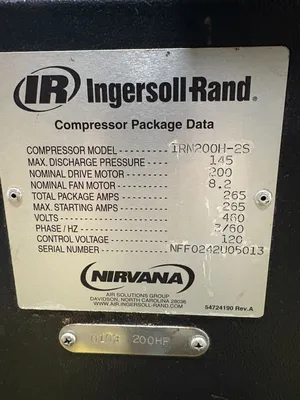 IR Ingersoll-Rand®
Compressor Package Data
COMPRESSOR MODEL - IRN200H-2S
MAX. DISCHARGE PRESSURE - 145
NOMINAL DRIVE MOTOR - 200
NOMINAL FAN MOTOR - 8.2
TOTAL PACKAGE AMPS - 265
MAX. STARTING AMPS - 265
VOLTS - 460
PHASE / HZ - 3/60
CONTROL VOLTAGE - 120
SERIAL NUMBER - NFF0242U05013
NIRVANA
AIR SOLUTIONS GROUP
DAVIDSON, NORTH CAROLINA 28036
WWW.AIR.INGERSOLL-RAND.COM
54724190 Rev.A
200HP